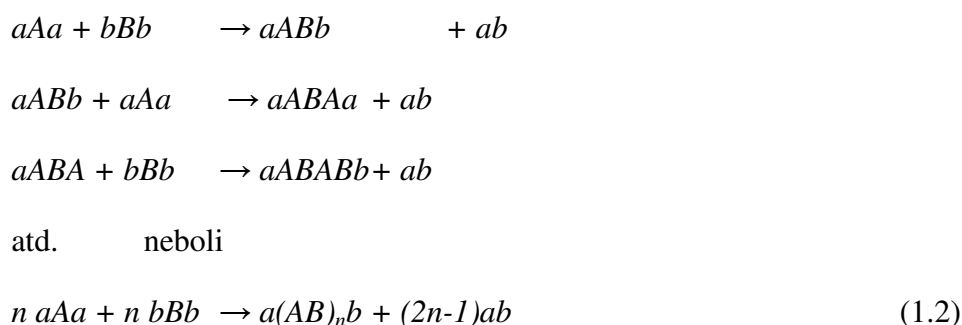 aAa + bBb → aABb + ab
aABb + aAa → aABAa + ab
aABA + bBb → aABABb+ ab
atd. neboli
n aAa + n bBb → a(AB)nb + (2n-1)ab (1.2)